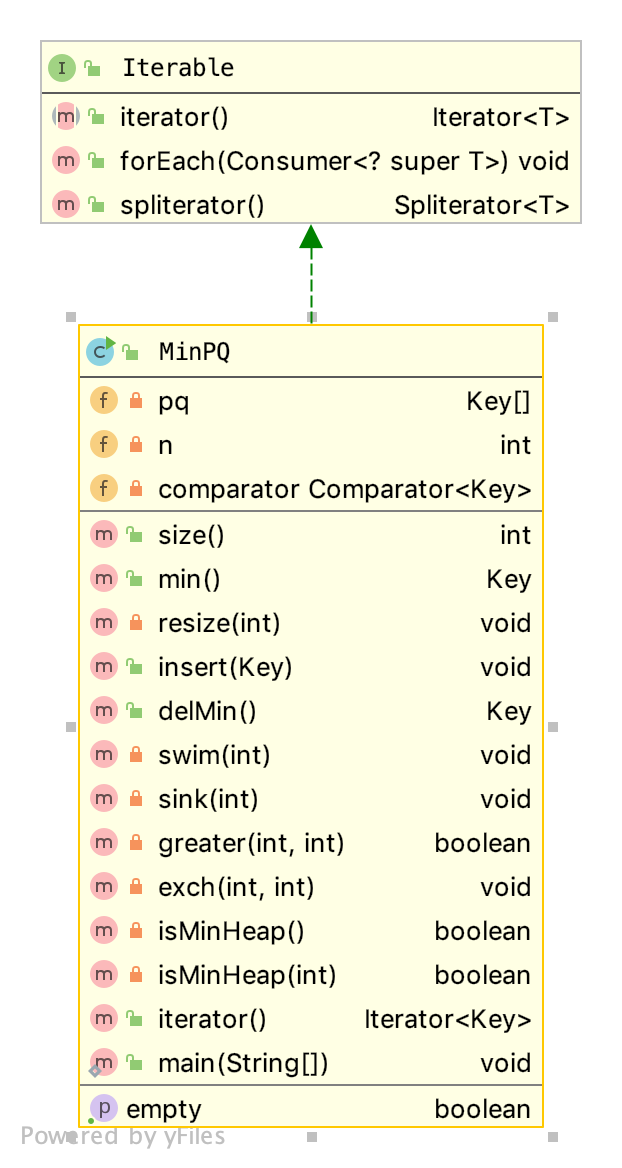 I Iterable
m iterator() Iterator<T>
m forEach(Consumer<? super T>) void
m spliterator() Spliterator<T>
C MinPQ
f pq Key[]
f n int
f comparator Comparator<Key>
m size() int
m min() Key
m resize(int) void
m insert(Key) void
m delMin() Key
m swim(int) void
m sink(int) void
m greater(int, int) boolean
m exch(int, int) void
m isMinHeap() boolean
m isMinHeap(int) boolean
m iterator() Iterator<Key>
m main(String[]) void
p empty boolean
Powered by yFiles